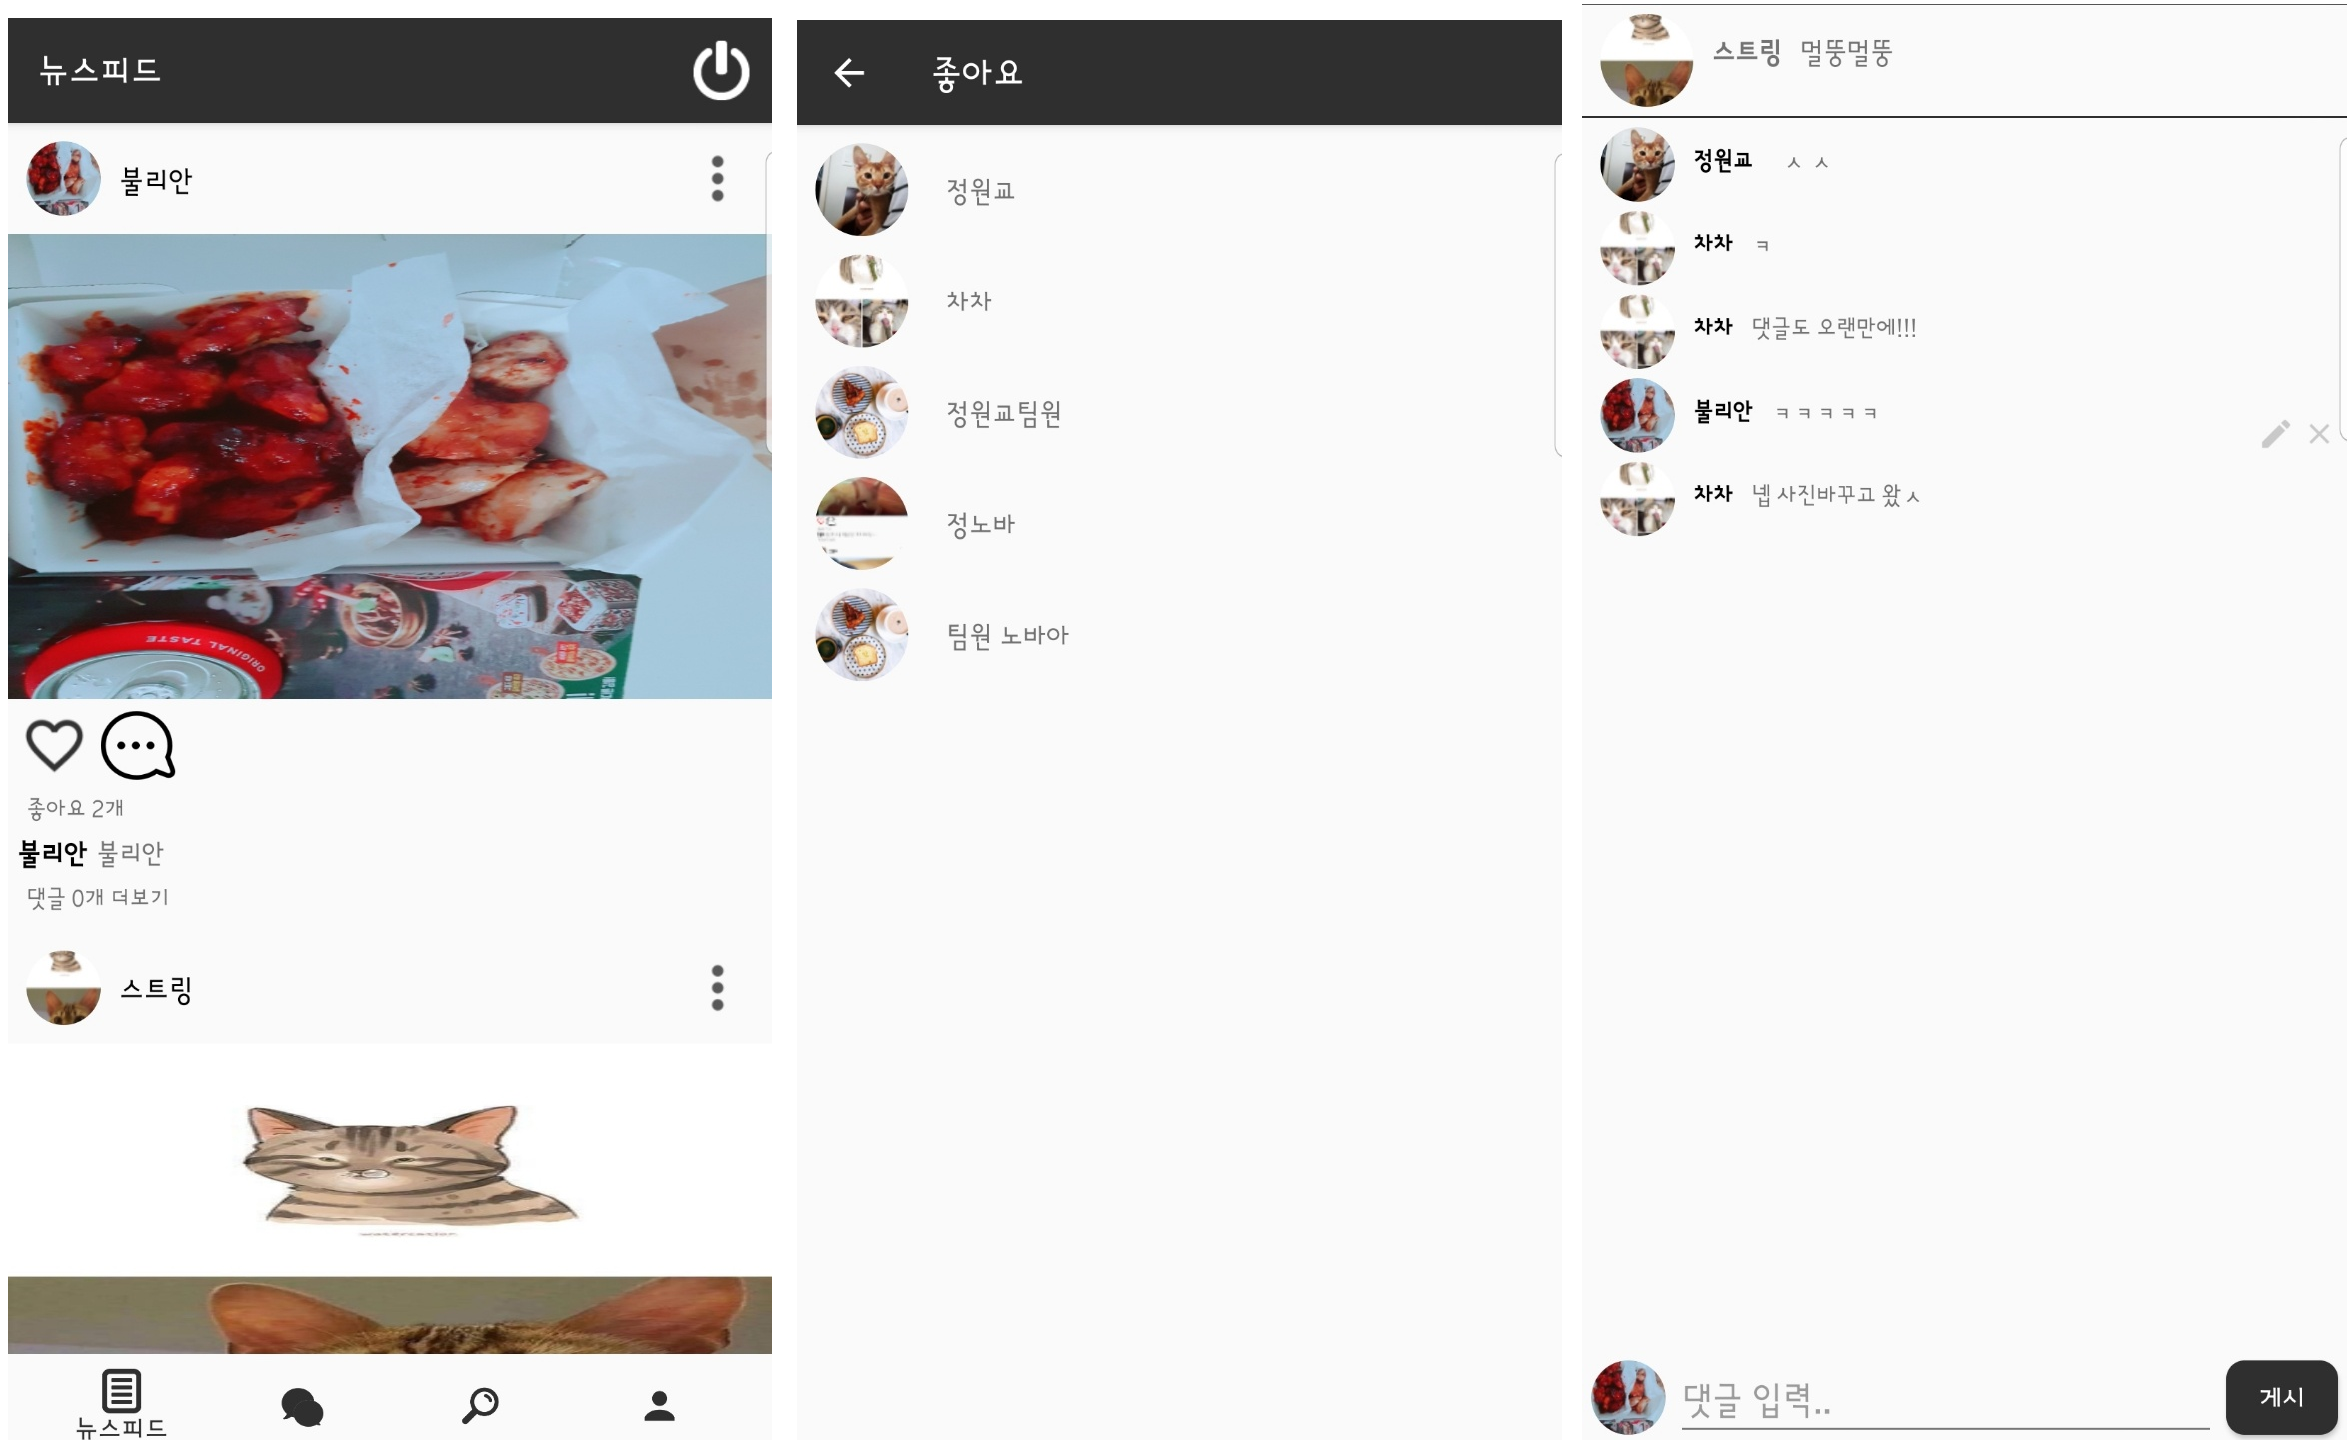 뉴스피드
불리안
ORIGINAL TASTE
좋아요 2개
불리안 불리안
댓글 0개 더보기
스트링
뉴스피드
좋아요
정원교
차차
정원교팀원
정노바
팀원 노바아
스트링 멀뚱멀뚱
정원교 ㅅ ㅅ
차차 ㅋ
차차 댓글도 오랜만에!!!
불리안 ㅋㅋㅋㅋㅋ
차차 넵 사진바꾸고 왔ㅅ
댓글 입력..
게시